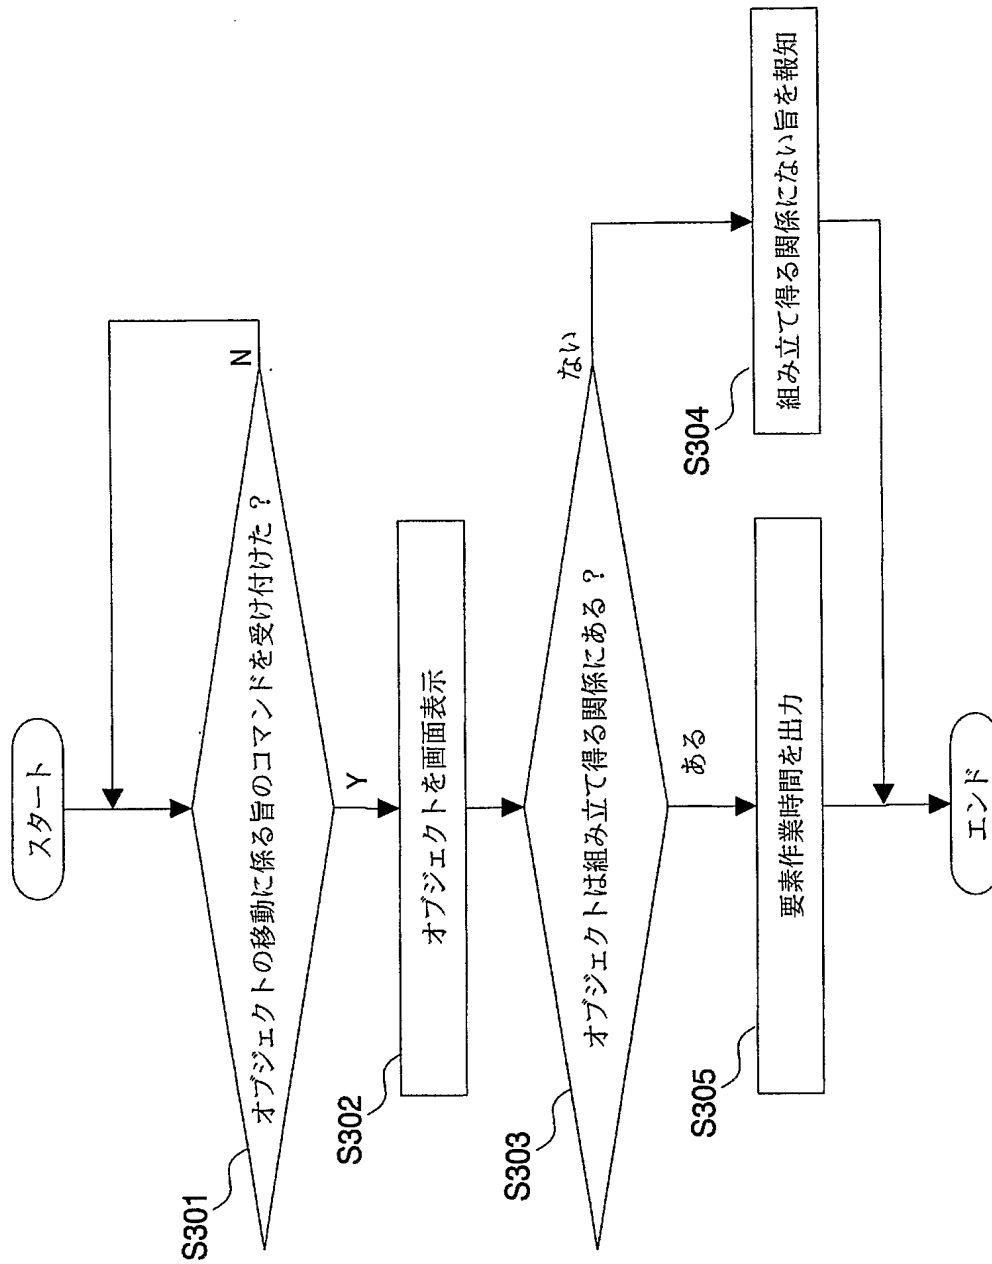 スタート
S301
オブジェクトの移動に係る旨のコマンドを受け付けた？
N
Y
S302
オブジェクトを画面表示
S303
オブジェクトは組み立て得る関係にある？
ない
ある
S304
組み立て得る関係にない旨を報知
S305
要素作業時間を出力
エンド